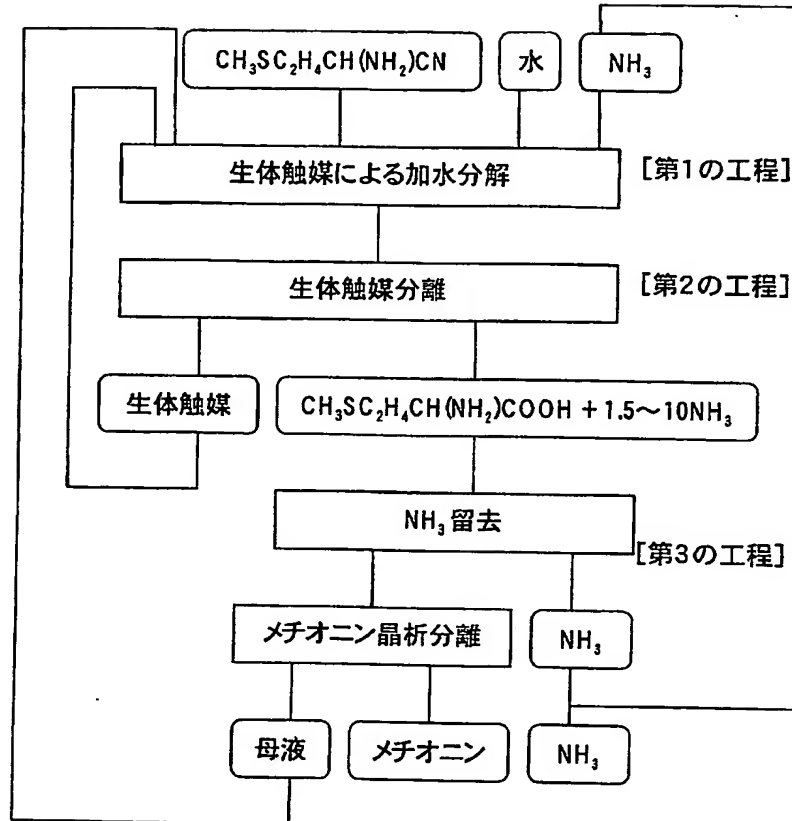 CH₃SC₂H₄CH(NH₂)CN
水
NH₃
生体触媒による加水分解
[第1の工程]
生体触媒分離
[第2の工程]
生体触媒
CH₃SC₂H₄CH(NH₂)COOH + 1.5～10NH₃
NH₃留去
[第3の工程]
メチオニン晶析分離
NH₃
母液
メチオニン
NH₃